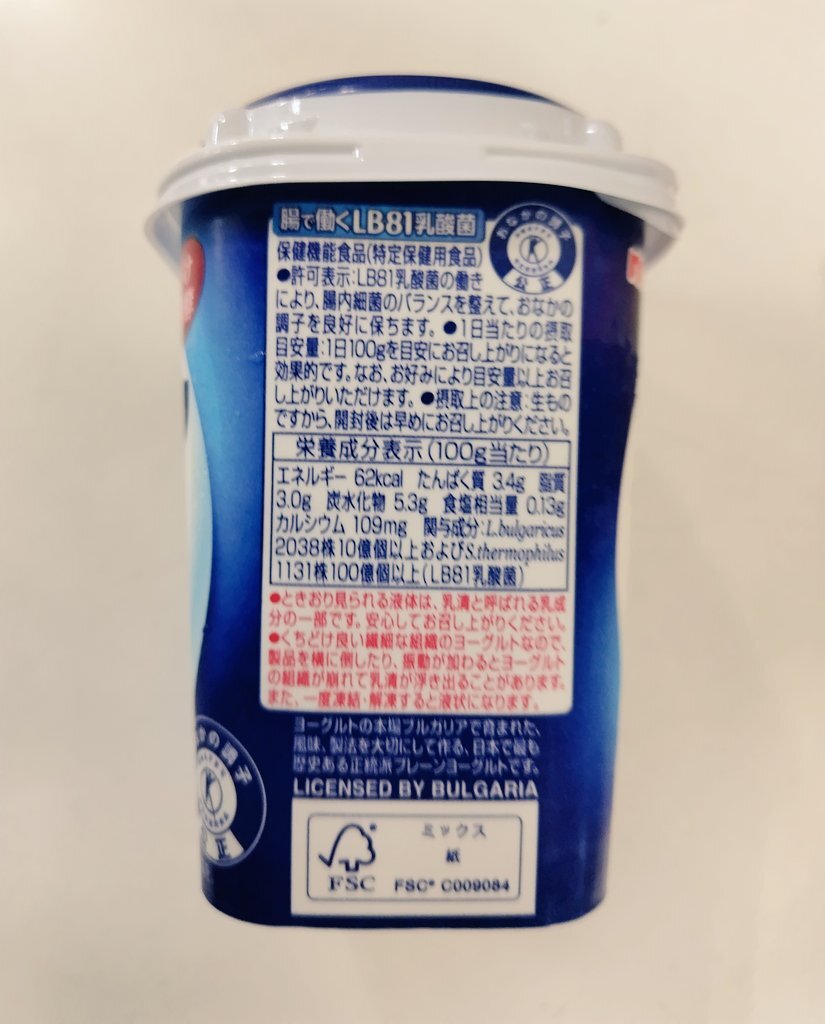 腸で働くLB81乳酸菌
おなかの調子
公正
保健機能食品(特定保健用食品)
●許可表示:LB81乳酸菌の働き
により、腸内細菌のバランスを整えて、おなかの
調子を良好に保ちます。●1日当たりの摂取
目安量:1日100gを目安にお召し上がりになると
効果的です。なお、お好みにより目安量以上お召
し上がりいただけます。●摂取上の注意:生もの
ですから、開封後は早めにお召し上がりください。
栄養成分表示(100g当たり)
エネルギー 62kcal たんぱく質 3.4g 脂質
3.0g 炭水化物 5.3g 食塩相当量 0.13g
カルシウム 109mg 関与成分:L.bulgaricus
2038株10億個以上およびS.thermophilus
1131株100億個以上(LB81乳酸菌)
●ときおり見られる液体は、乳清と呼ばれる乳成
分の一部です。安心してお召し上がりください。
●くちどけ良い繊細な組織のヨーグルトなので、
製品を横に倒したり、振動が加わるとヨーグルト
の組織が崩れて乳清が浮き出ることがあります。
また、一度凍結・解凍すると液状になります。
ヨーグルトの本場ブルガリアで育まれた、
風味、製法を大切にして作る、日本で最も
歴史ある正統派プレーンヨーグルトです。
LICENSED BY BULGARIA
の調子
正
ミックス
紙
FSC
FSC® C009084